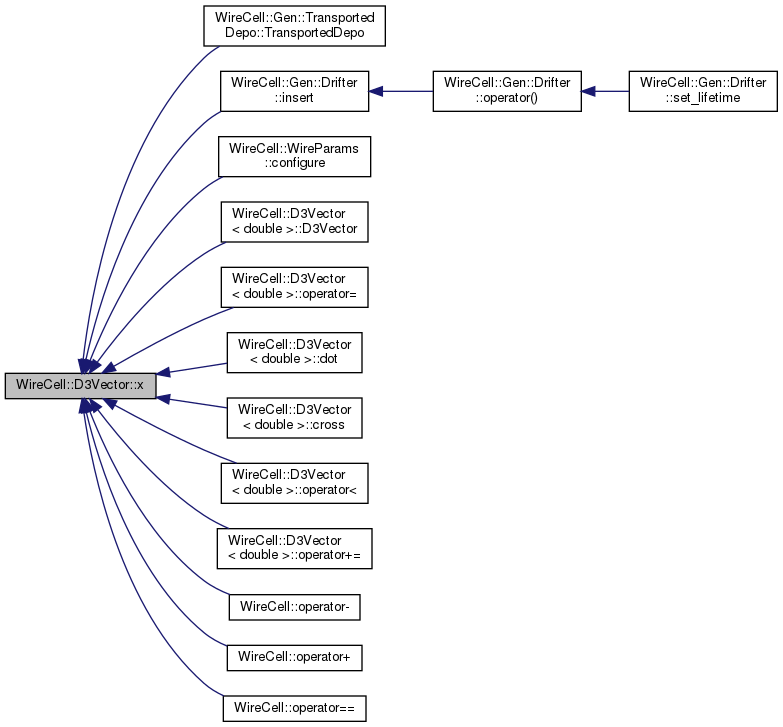 WireCell::Gen::Transported
Depo::TransportedDepo
WireCell::Gen::Drifter
::insert
WireCell::Gen::Drifter
::operator()
WireCell::Gen::Drifter
::set_lifetime
WireCell::WireParams
::configure
WireCell::D3Vector
< double >::D3Vector
WireCell::D3Vector
< double >::operator=
WireCell::D3Vector
< double >::dot
WireCell::D3Vector::x
WireCell::D3Vector
< double >::cross
WireCell::D3Vector
< double >::operator<
WireCell::D3Vector
< double >::operator+=
WireCell::operator-
WireCell::operator+
WireCell::operator==